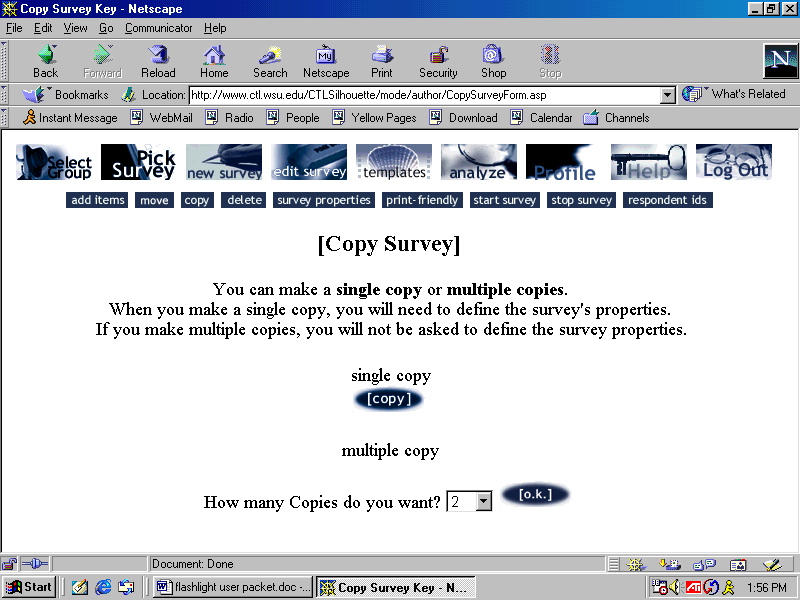 Copy Survey Key - Netscape
File Edit View Go Communicator Help
Back Forward Reload Home Search Netscape Print Security Shop Stop
Bookmarks Location: http://www.ctl.wsu.edu/CTLSilhouette/mode/author/CopySurveyForm.asp What's Related
Instant Message WebMail Radio People Yellow Pages Download Calendar Channels
Select Group Pick Survey new survey edit survey templates analyze Profile Help Log Out
add items move copy delete survey properties print-friendly start survey stop survey respondent ids
[Copy Survey]
You can make a single copy or multiple copies.
When you make a single copy, you will need to define the survey's properties.
If you make multiple copies, you will not be asked to define the survey properties.
single copy
[copy]
multiple copy
How many Copies do you want? 2 [o.k.]
Document: Done
Start flashlight user packet.doc -... Copy Survey Key - N... 1:56 PM